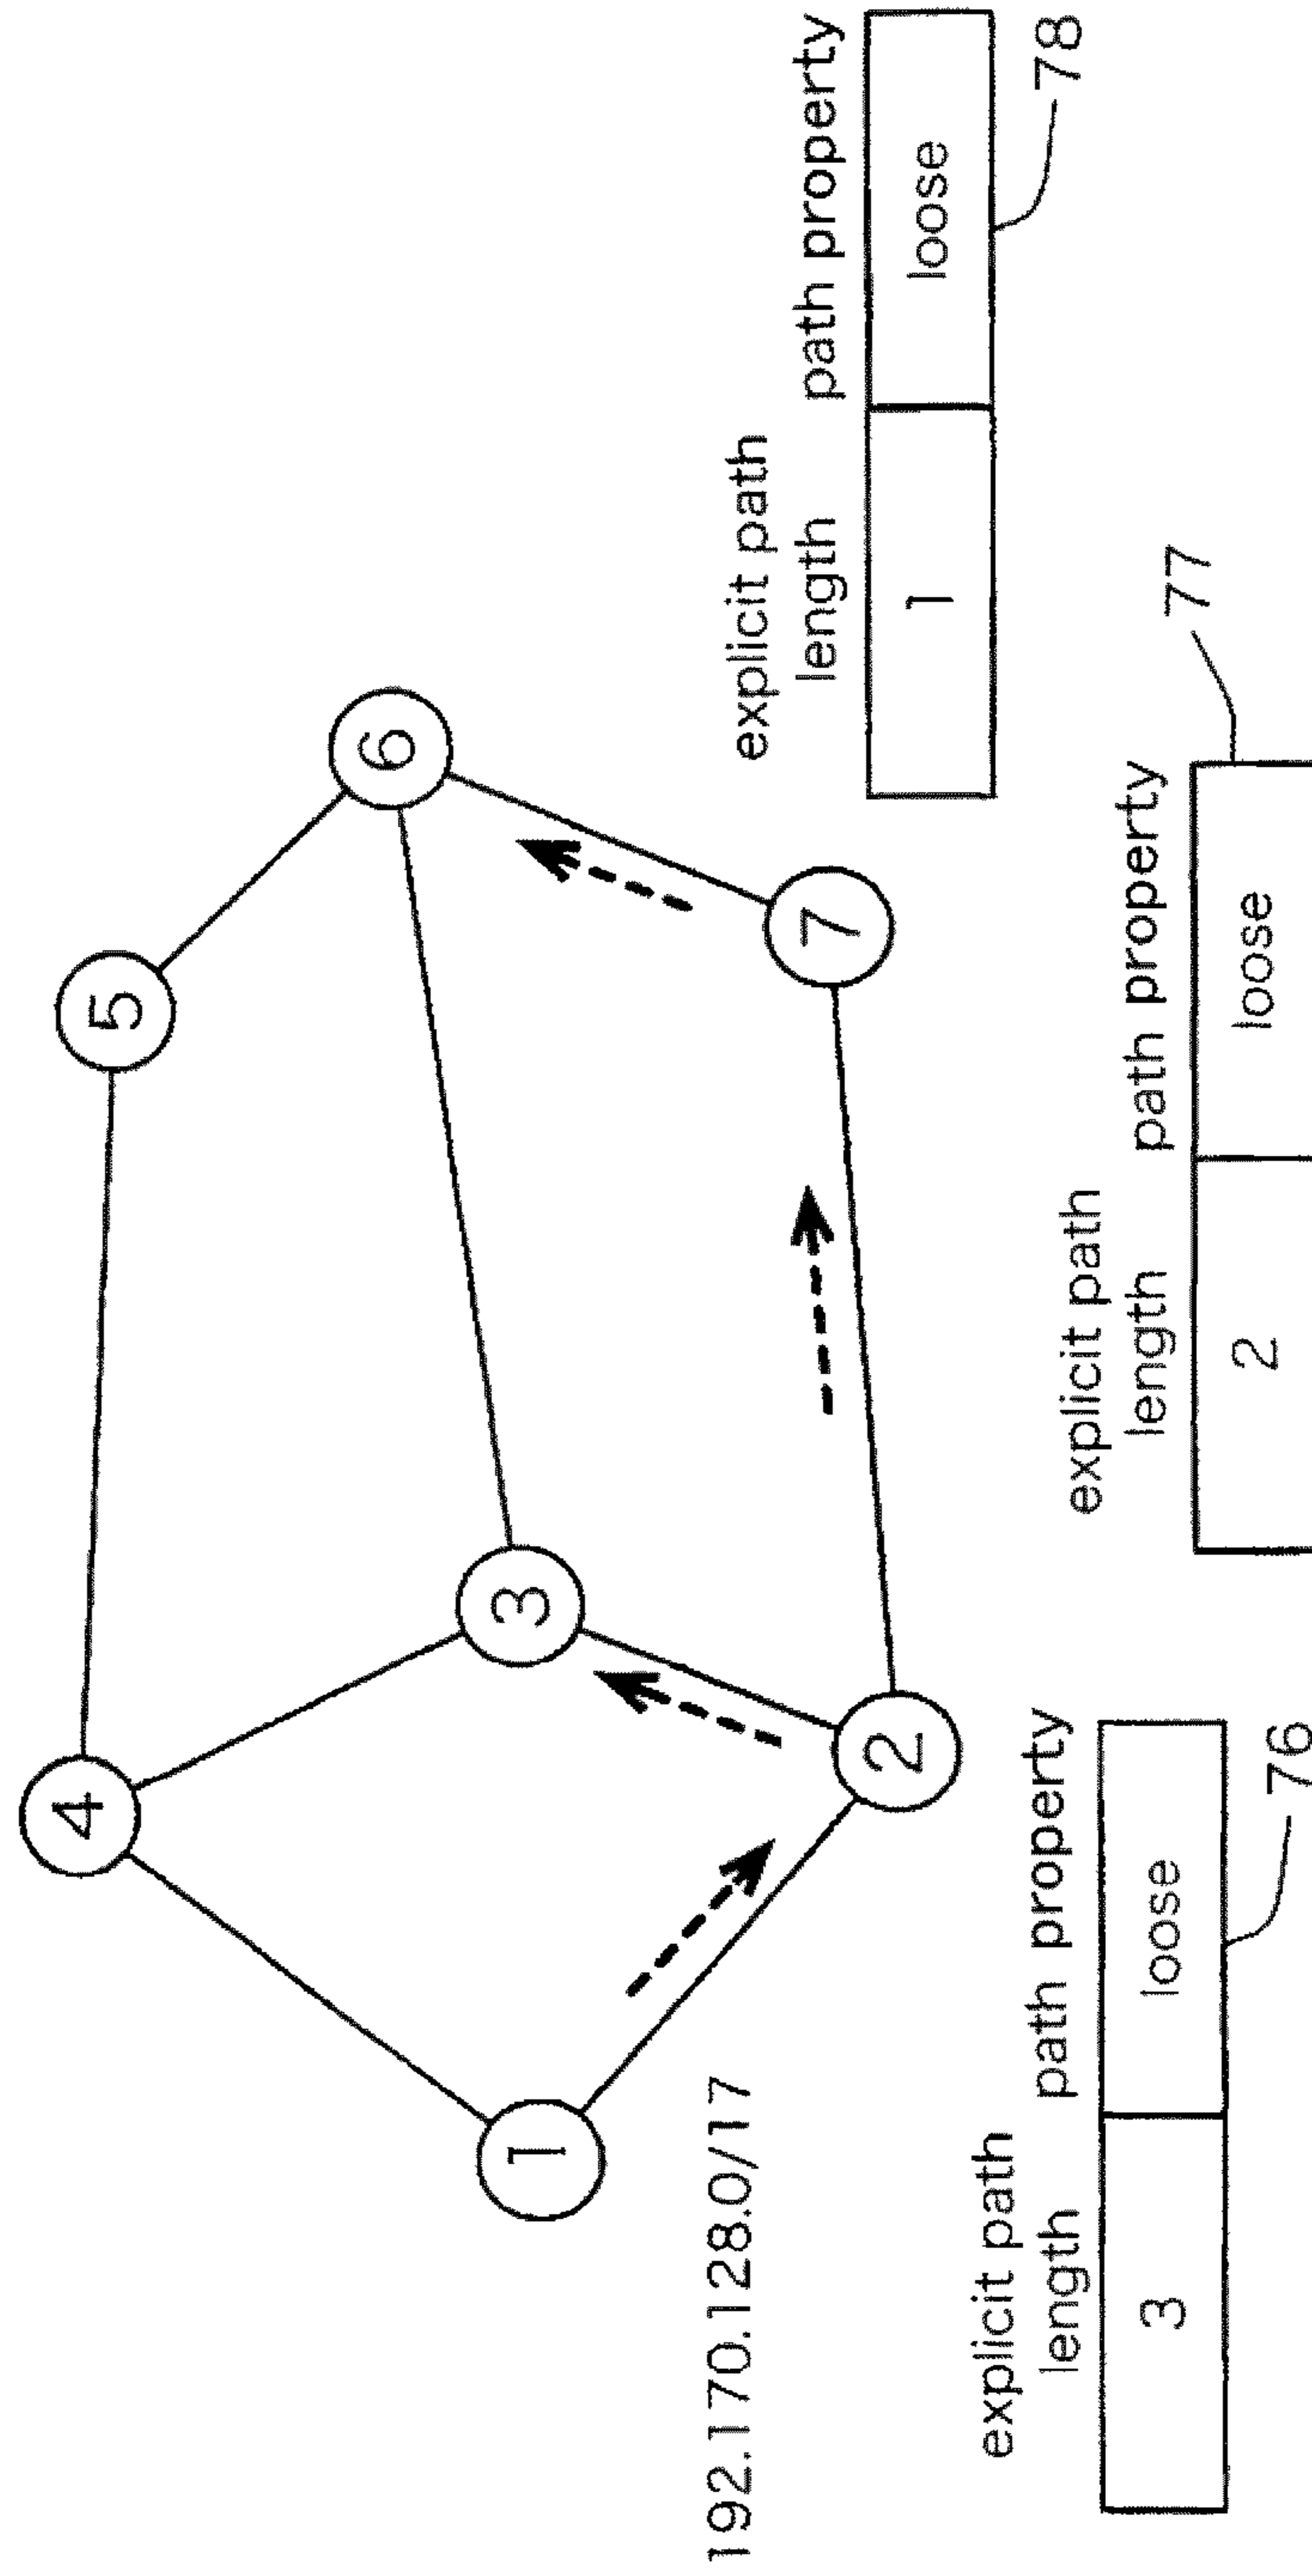 4
5
1
3
6
2
7
192.170.128.0/17
explicit path
length
path property
3
loose
76
explicit path
length
path property
2
loose
77
explicit path
length
path property
1
loose
78